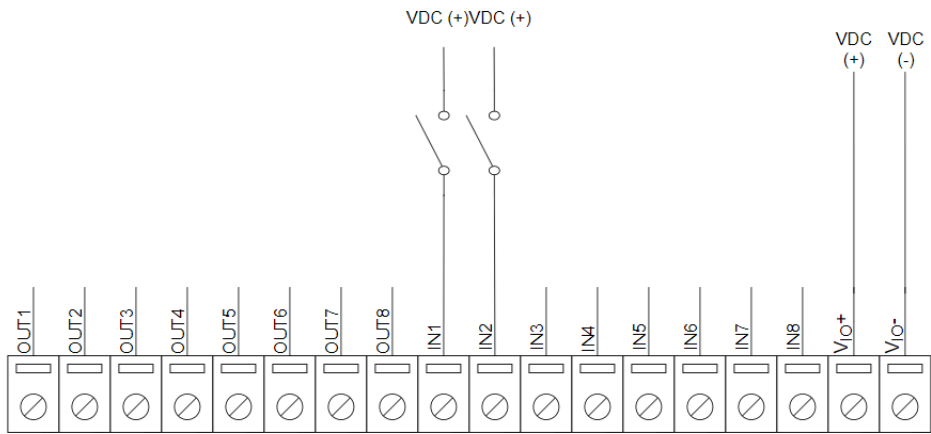 VDC (+)VDC (+)
VDC VDC
(+) (-)
OUT1
OUT2
OUT3
OUT4
OUT5
OUT6
OUT7
OUT8
IN1
IN2
IN3
IN4
IN5
IN6
IN7
IN8
VIO+
VIO-